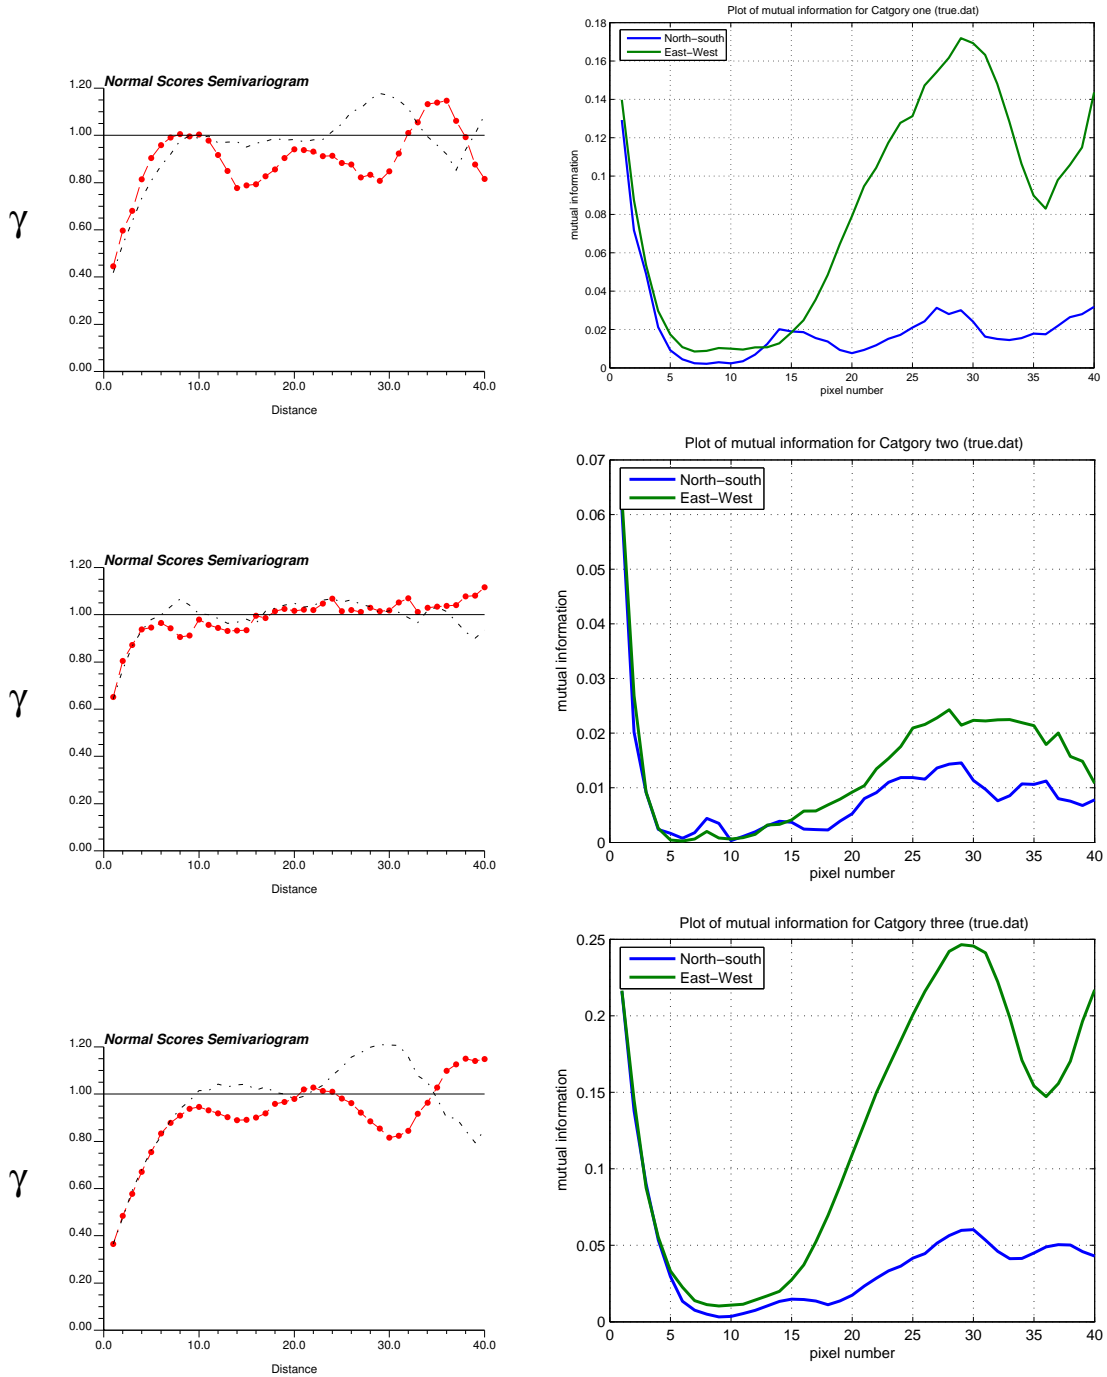 Normal Scores Semivariogram
γ
1.20
1.00
0.80
0.60
0.40
0.20
0.00
0.0 10.0 20.0 30.0 40.0
Distance
Plot of mutual information for Catgory one (true.dat)
North−south
East−West
mutual information
0.18
0.16
0.14
0.12
0.1
0.08
0.06
0.04
0.02
0
0 5 10 15 20 25 30 35 40
pixel number
Normal Scores Semivariogram
γ
1.20
1.00
0.80
0.60
0.40
0.20
0.00
0.0 10.0 20.0 30.0 40.0
Distance
Plot of mutual information for Catgory two (true.dat)
North−south
East−West
mutual information
0.07
0.06
0.05
0.04
0.03
0.02
0.01
0
0 5 10 15 20 25 30 35 40
pixel number
Normal Scores Semivariogram
γ
1.20
1.00
0.80
0.60
0.40
0.20
0.00
0.0 10.0 20.0 30.0 40.0
Distance
Plot of mutual information for Catgory three (true.dat)
North−south
East−West
mutual information
0.25
0.2
0.15
0.1
0.05
0
0 5 10 15 20 25 30 35 40
pixel number